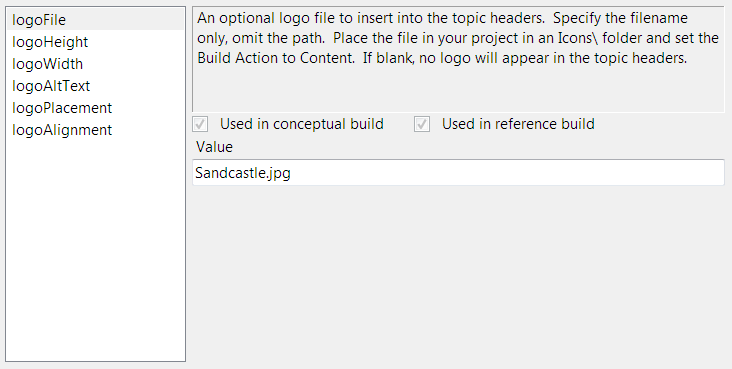 logoFile
logoHeight
logoWidth
logoAltText
logoPlacement
logoAlignment
An optional logo file to insert into the topic headers.  Specify the filename
only, omit the path.  Place the file in your project in an Icons\ folder and set the
Build Action to Content.  If blank, no logo will appear in the topic headers.
Used in conceptual build
Used in reference build
Value
Sandcastle.jpg